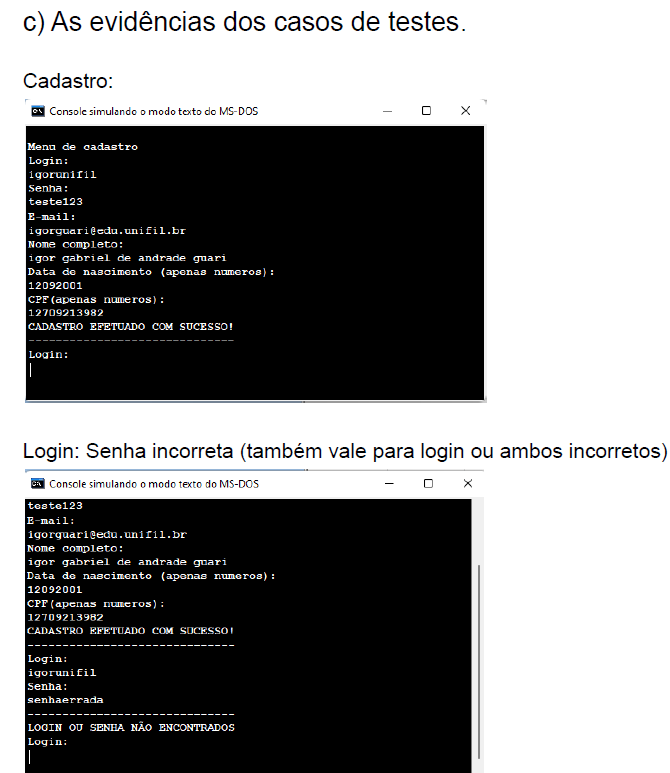 c) As evidências dos casos de testes.
Cadastro:
Console simulando o modo texto do MS-DOS
Menu de cadastro
Login:
igorunifil
Senha:
teste123
E-mail:
igorguari@edu.unifil.br
Nome completo:
igor gabriel de andrade guari
Data de nascimento (apenas numeros):
12092001
CPF(apenas numeros):
12709213982
CADASTRO EFETUADO COM SUCESSO!
------------------------------
Login:
Login: Senha incorreta (também vale para login ou ambos incorretos)
Console simulando o modo texto do MS-DOS
teste123
E-mail:
igorguari@edu.unifil.br
Nome completo:
igor gabriel de andrade guari
Data de nascimento (apenas numeros):
12092001
CPF(apenas numeros):
12709213982
CADASTRO EFETUADO COM SUCESSO!
------------------------------
Login:
igorunifil
Senha:
senhaerrada
------------------------------
LOGIN OU SENHA NÃO ENCONTRADOS
Login: